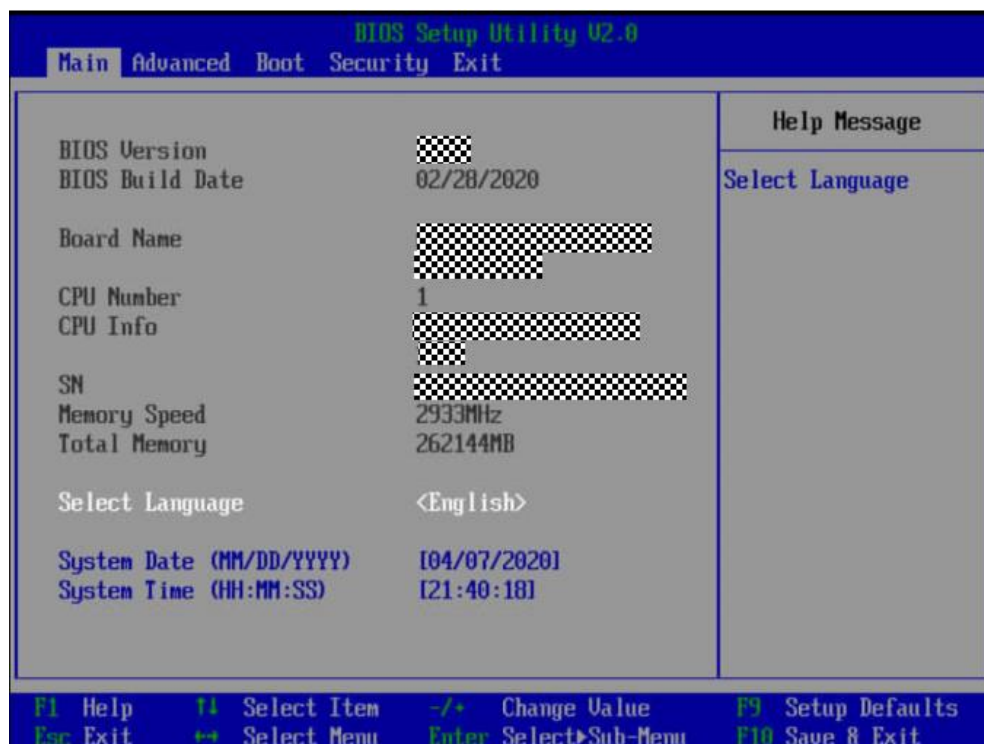 BIOS Setup Utility V2.0
Main Advanced Boot Security Exit
Help Message
Select Language
BIOS Version
BIOS Build Date 02/28/2020
Board Name
CPU Number 1
CPU Info
SN
Memory Speed 2933MHz
Total Memory 262144MB
Select Language <English>
System Date (MM/DD/YYYY) [04/07/2020]
System Time (HH:MM:SS) [21:40:18]
F1 Help ↑↓ Select Item -/+ Change Value F9 Setup Defaults
Esc Exit ←→ Select Menu Enter Select▶Sub-Menu F10 Save & Exit